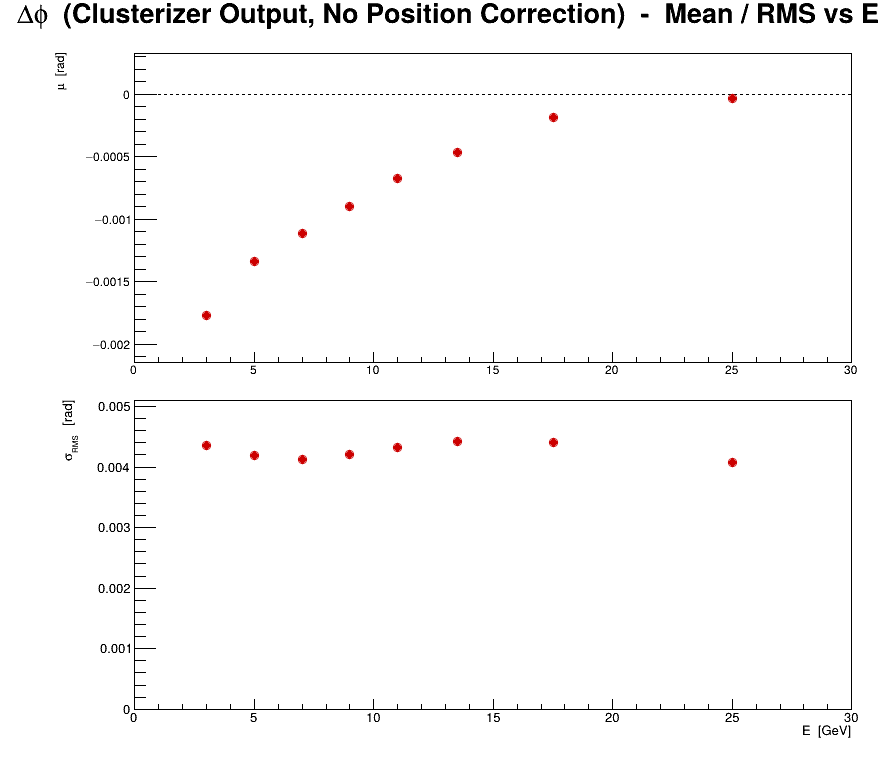 Δϕ (Clusterizer Output, No Position Correction) - Mean / RMS vs E
μ [rad]
0
−0.0005
−0.001
−0.0015
−0.002
0 5 10 15 20 25 30
σRMS [rad]
0.005
0.004
0.003
0.002
0.001
0
0 5 10 15 20 25 30
E [GeV]